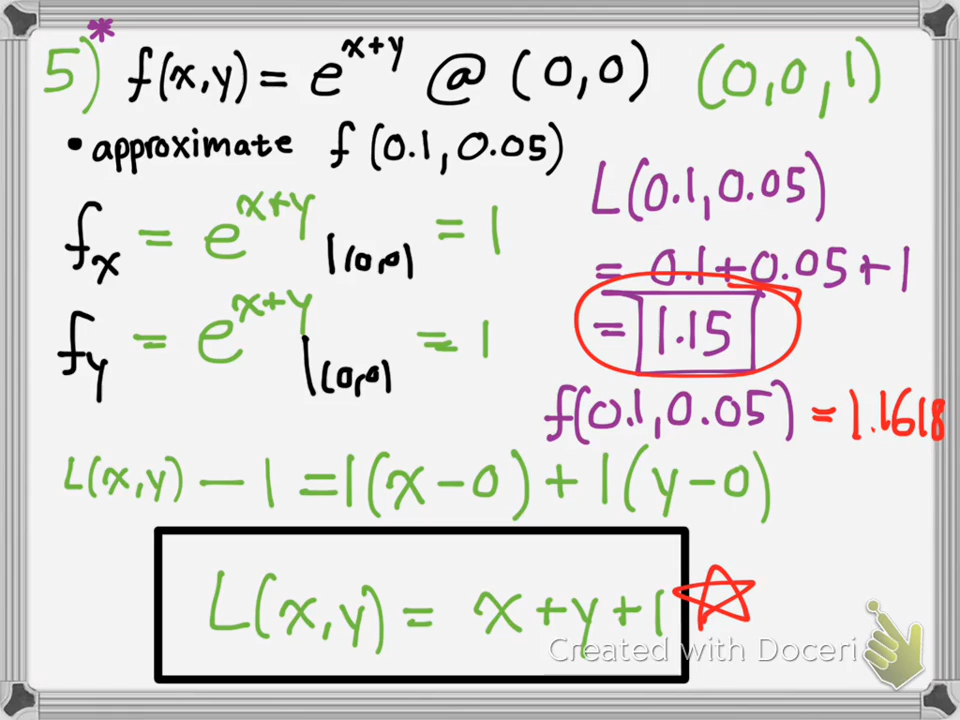 5)* f(x,y) = e^{x+y} @ (0,0) (0,0,1)
• approximate f(0.1,0.05)
L(0.1,0.05)
= 0.1+0.05+1
= 1.15
f(0.1,0.05) = 1.1618
f_x = e^{x+y} |_{(0,0)} = 1
f_y = e^{x+y} |_{(0,0)} = 1
L(x,y) - 1 = 1(x-0) + 1(y-0)
L(x,y) = x+y+1
Created with Doceri